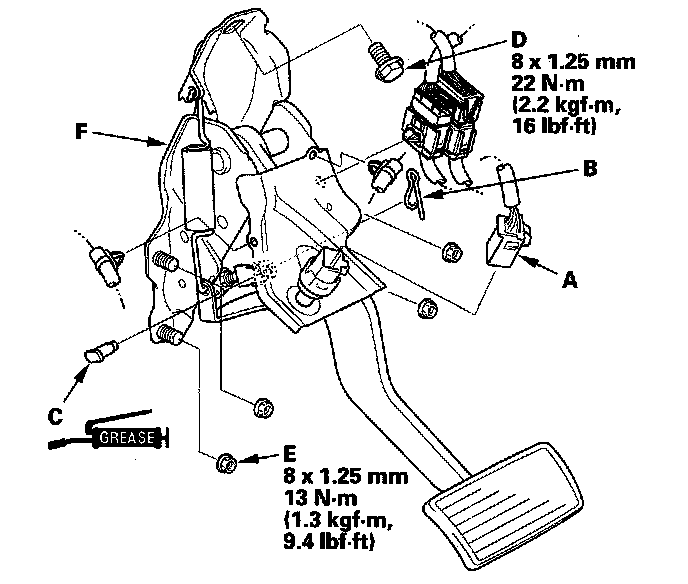 D
8 x 1.25 mm
22 N·m
(2.2 kgf·m,
16 lbf·ft)
F
B
A
C
GREASE
E
8 x 1.25 mm
13 N·m
(1.3 kgf·m,
9.4 lbf·ft)